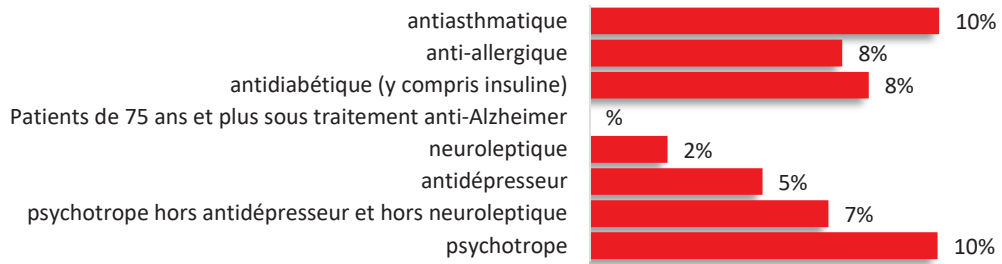 antiasthmatique 10%
anti-allergique 8%
antidiabétique (y compris insuline) 8%
Patients de 75 ans et plus sous traitement anti-Alzheimer %
neuroleptique 2%
antidépresseur 5%
psychotrope hors antidépresseur et hors neuroleptique 7%
psychotrope 10%